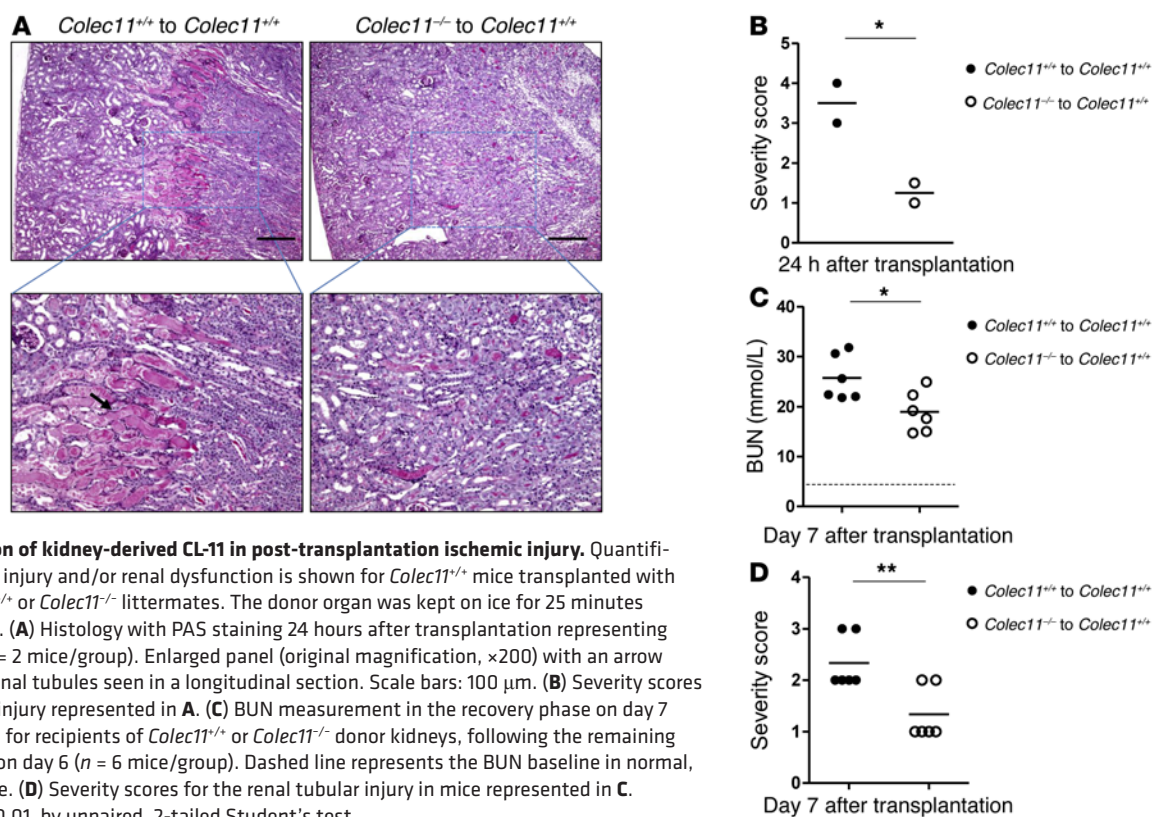 A Colec11+/+ to Colec11+/+ Colec11–/– to Colec11+/+
B
5
4
3
2
1
0
Severity score
*
Colec11+/+ to Colec11+/+
Colec11–/– to Colec11+/+
24 h after transplantation
C
40
30
20
10
0
BUN (mmol/L)
*
Colec11+/+ to Colec11+/+
Colec11–/– to Colec11+/+
Day 7 after transplantation
D
4
3
2
1
0
Severity score
**
Colec11+/+ to Colec11+/+
Colec11–/– to Colec11+/+
Day 7 after transplantation
on of kidney-derived CL-11 in post-transplantation ischemic injury. Quantifi-
injury and/or renal dysfunction is shown for Colec11+/+ mice transplanted with
/+ or Colec11–/– littermates. The donor organ was kept on ice for 25 minutes
. (A) Histology with PAS staining 24 hours after transplantation representing
= 2 mice/group). Enlarged panel (original magnification, ×200) with an arrow
nal tubules seen in a longitudinal section. Scale bars: 100 μm. (B) Severity scores
injury represented in A. (C) BUN measurement in the recovery phase on day 7
for recipients of Colec11+/+ or Colec11–/– donor kidneys, following the remaining
on day 6 (n = 6 mice/group). Dashed line represents the BUN baseline in normal,
e. (D) Severity scores for the renal tubular injury in mice represented in C.
0.01, by unpaired, 2-tailed Student's test